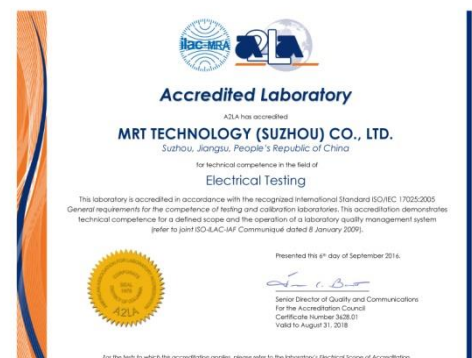 ilac-MRA
A2LA
Accredited Laboratory
A2LA has accredited
MRT TECHNOLOGY (SUZHOU) CO., LTD.
Suzhou, Jiangsu, People's Republic of China
for technical competence in the field of
Electrical Testing
This laboratory is accredited in accordance with the recognized International Standard ISO/IEC 17025:2005
General requirements for the competence of testing and calibration laboratories. This accreditation demonstrates
technical competence for a defined scope and the operation of a laboratory quality management system
(refer to joint ISO-ILAC-IAF Communiqué dated 8 January 2009).
Presented this 6th day of September 2016.
Senior Director of Quality and Communications
For the Accreditation Council
Certificate Number 3628.01
Valid to August 31, 2018
A2LA
For the tests to which this accreditation applies, please refer to the laboratory's Electrical Scope of Accreditation.